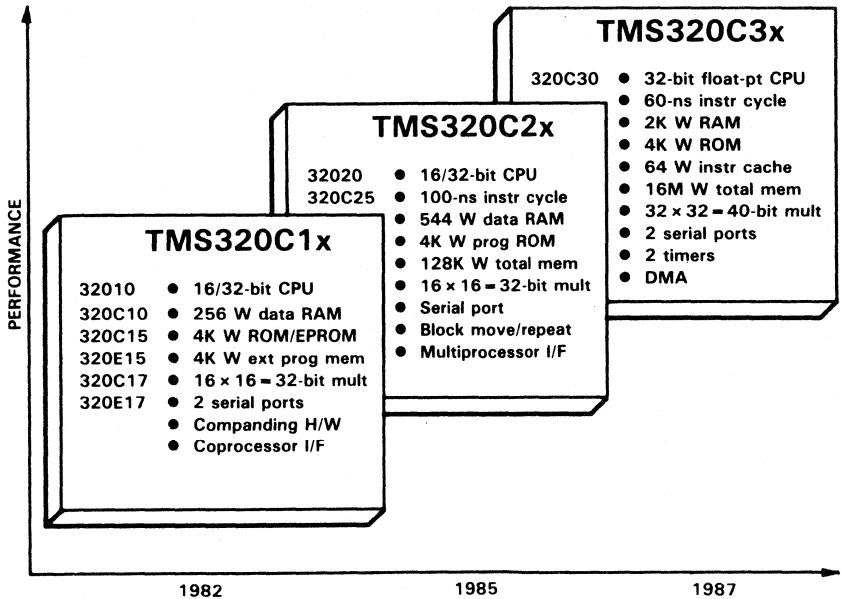 PERFORMANCE
TMS320C1x
32010 ● 16/32-bit CPU
320C10 ● 256 W data RAM
320C15 ● 4K W ROM/EPROM
320E15 ● 4K W ext prog mem
320C17 ● 16 × 16 = 32-bit mult
320E17 ● 2 serial ports
● Companding H/W
● Coprocessor I/F
TMS320C2x
32020 ● 16/32-bit CPU
320C25 ● 100-ns instr cycle
● 544 W data RAM
● 4K W prog ROM
● 128K W total mem
● 16 × 16 = 32-bit mult
● Serial port
● Block move/repeat
● Multiprocessor I/F
TMS320C3x
320C30 ● 32-bit float-pt CPU
● 60-ns instr cycle
● 2K W RAM
● 4K W ROM
● 64 W instr cache
● 16M W total mem
● 32 × 32 = 40-bit mult
● 2 serial ports
● 2 timers
● DMA
1982 1985 1987